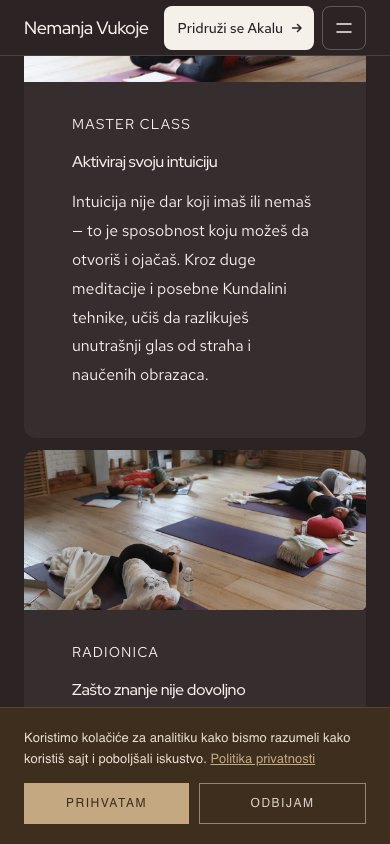 Nemanja Vukoje
Pridruži se Akalu →
MASTER CLASS
Aktiviraj svoju intuiciju
Intuicija nije dar koji imaš ili nemaš
– to je sposobnost koju možeš da
otvoriš i ojačaš. Kroz duge
meditacije i posebne Kundalini
tehnike, učiš da razlikuješ
unutrašnji glas od straha i
naučenih obrazaca.
RADIONICA
Zašto znanje nije dovoljno
Koristimo kolačiće za analitiku kako bismo razumeli kako
koristiš sajt i poboljšali iskustvo. Politika privatnosti
PRIHVATAM
ODBIJAM